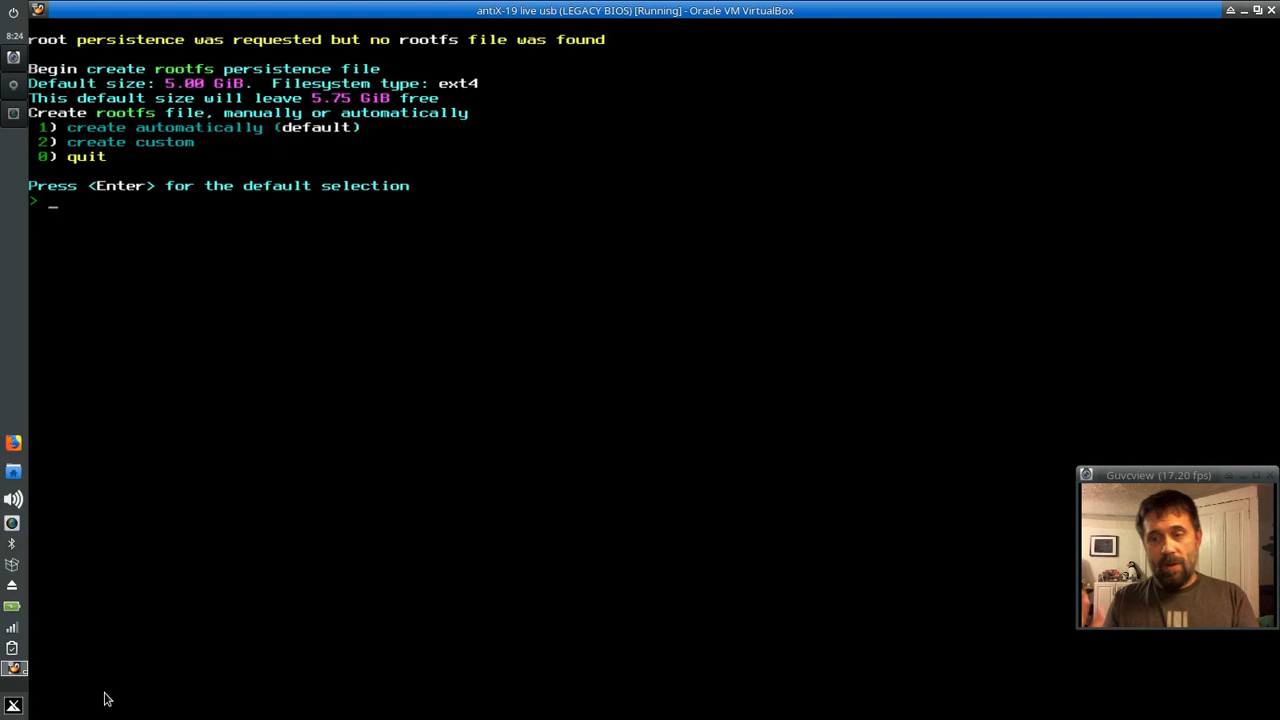 antiX-19 live usb (LEGACY BIOS) [Running] - Oracle VM VirtualBox
8:24
root persistence was requested but no rootfs file was found
Begin create rootfs persistence file
Default size: 5.00 GiB.  Filesystem type: ext4
This default size will leave 5.75 GiB free
Create rootfs file, manually or automatically
1) create automatically (default)
2) create custom
0) quit
Press <Enter> for the default selection
> _
Guvcview (17.20 fps)